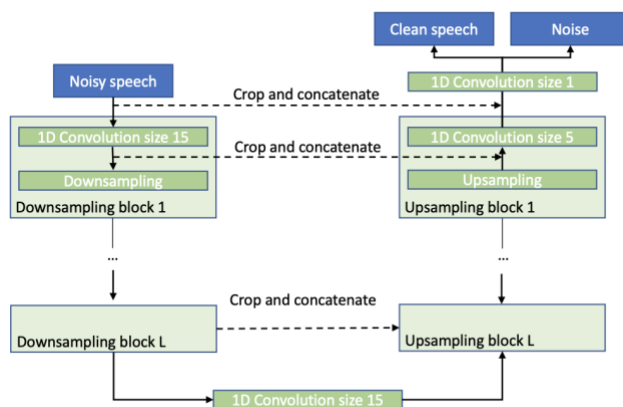 Clean speech
Noise
Noisy speech
1D Convolution size 1
Crop and concatenate
1D Convolution size 15
1D Convolution size 5
Crop and concatenate
Downsampling
Upsampling
Downsampling block 1
Upsampling block 1
...
...
Crop and concatenate
Downsampling block L
Upsampling block L
1D Convolution size 15